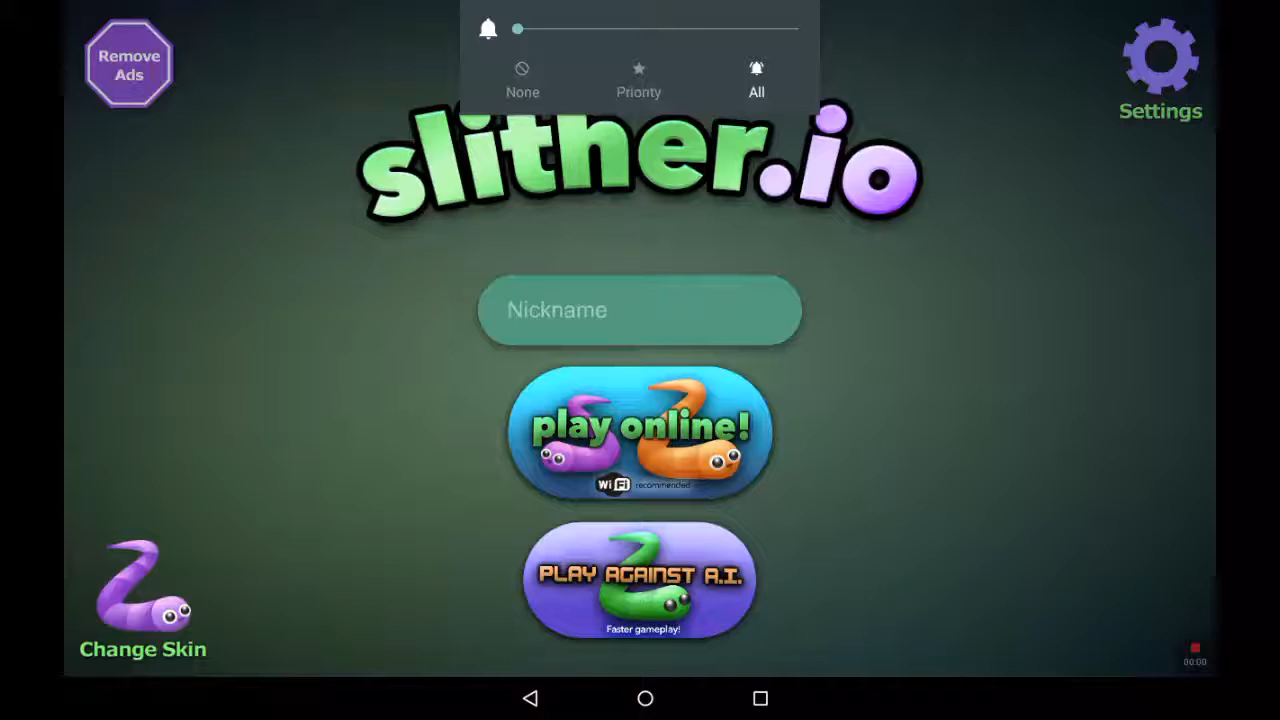 Remove
Ads
None
Priority
All
Settings
slither.io
Nickname
play online!
WiFi recommended
PLAY AGAINST A.I.
Faster gameplay!
Change Skin
00:00